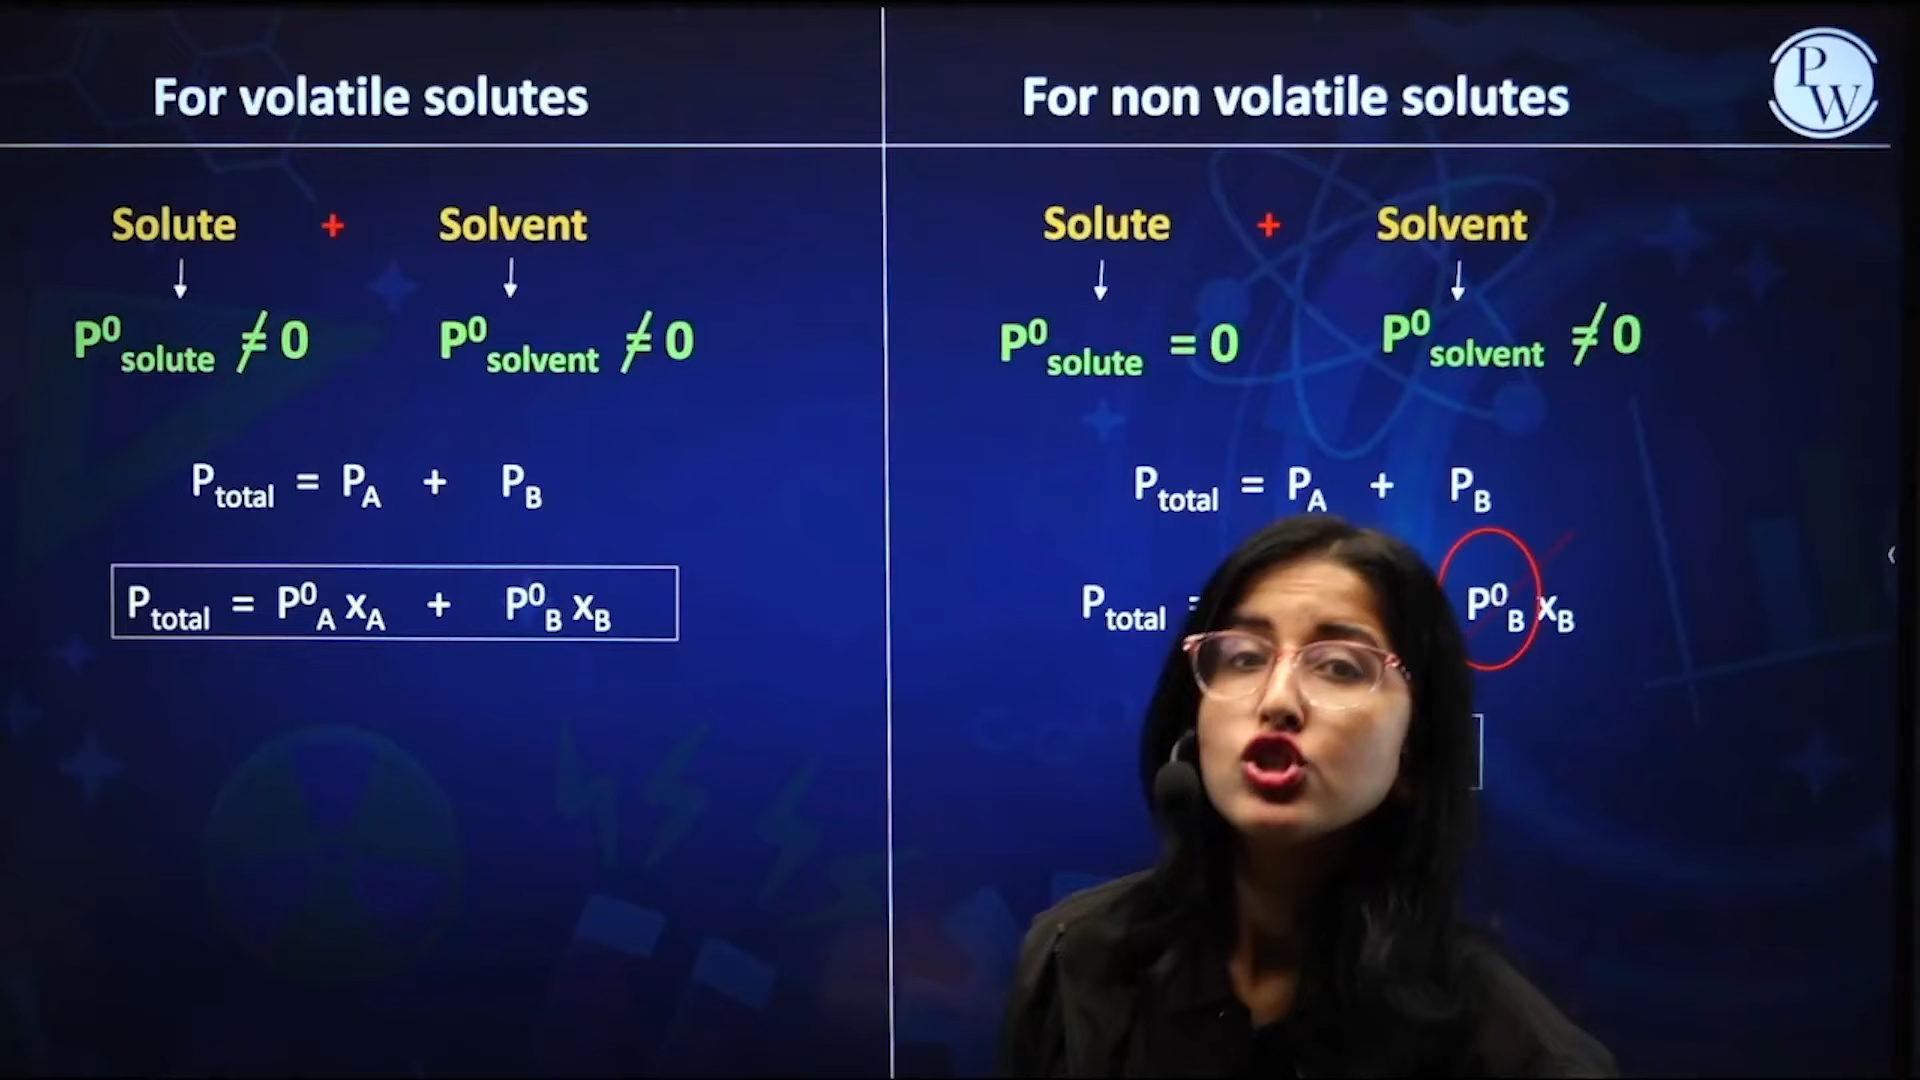 For volatile solutes
Solute + Solvent
P⁰solute ≠ 0 P⁰solvent ≠ 0
Ptotal = PA + PB
Ptotal = P⁰A xA + P⁰B xB
For non volatile solutes
Solute + Solvent
P⁰solute = 0 P⁰solvent ≠ 0
Ptotal = PA + PB
Ptotal = P⁰B xB
PW